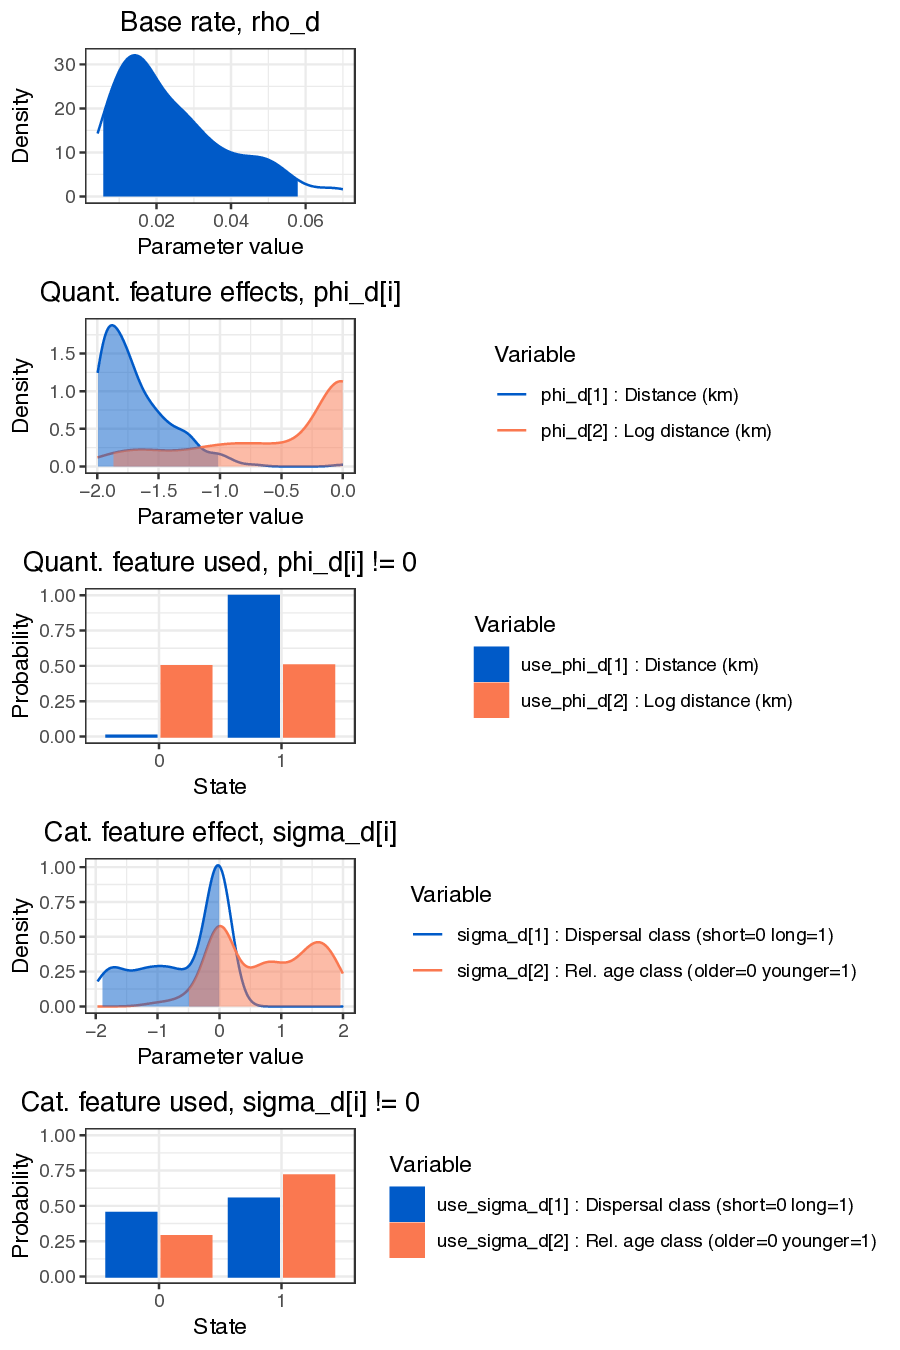 Base rate, rho_d
Density
30
20
10
0
0.02 0.04 0.06
Parameter value
Quant. feature effects, phi_d[i]
Density
1.5
1.0
0.5
0.0
−2.0 −1.5 −1.0 −0.5 0.0
Parameter value
Variable
phi_d[1] : Distance (km)
phi_d[2] : Log distance (km)
Quant. feature used, phi_d[i] != 0
Probability
1.00
0.75
0.50
0.25
0.00
0 1
State
Variable
use_phi_d[1] : Distance (km)
use_phi_d[2] : Log distance (km)
Cat. feature effect, sigma_d[i]
Density
1.00
0.75
0.50
0.25
0.00
−2 −1 0 1 2
Parameter value
Variable
sigma_d[1] : Dispersal class (short=0 long=1)
sigma_d[2] : Rel. age class (older=0 younger=1)
Cat. feature used, sigma_d[i] != 0
Probability
1.00
0.75
0.50
0.25
0.00
0 1
State
Variable
use_sigma_d[1] : Dispersal class (short=0 long=1)
use_sigma_d[2] : Rel. age class (older=0 younger=1)